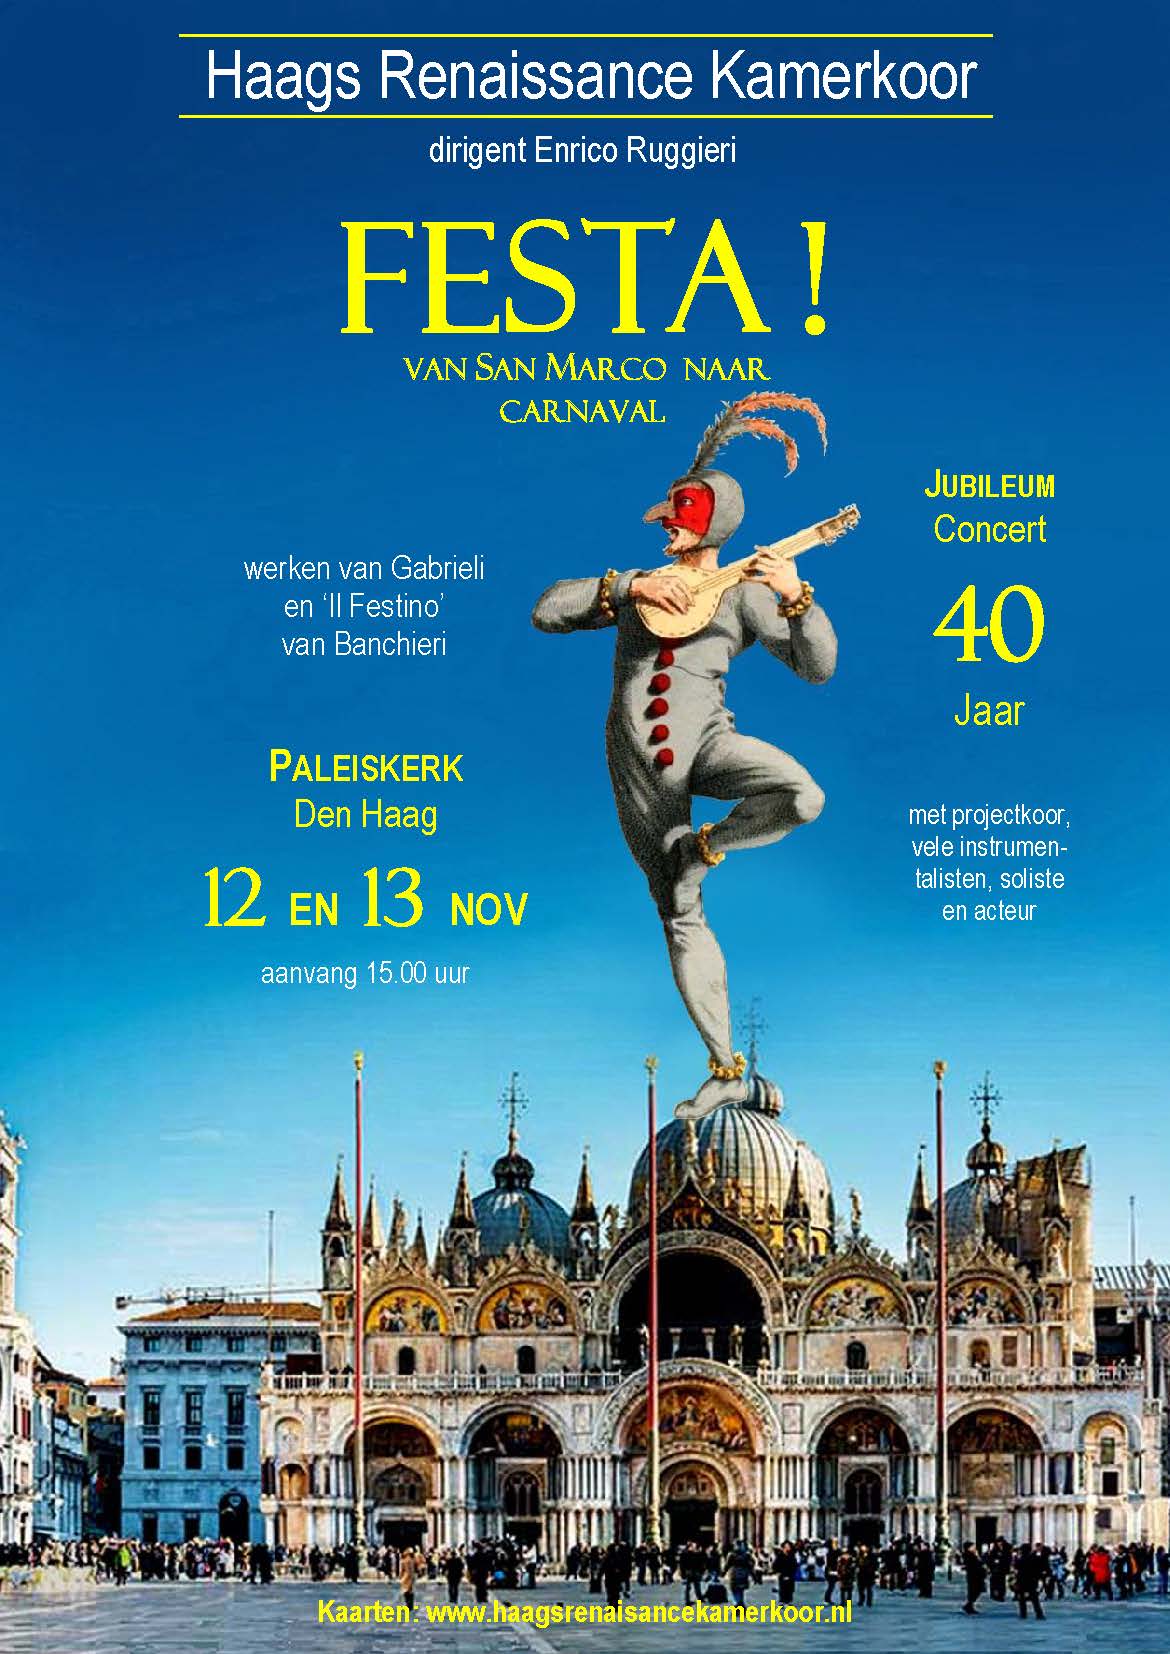 Haags Renaissance Kamerkoor
dirigent Enrico Ruggieri
FESTA !
VAN SAN MARCO NAAR
CARNAVAL
werken van Gabrieli
en ‘Il Festino’
van Banchieri
PALEISKERK
Den Haag
12 EN 13 NOV
aanvang 15.00 uur
JUBILEUM
Concert
40
Jaar
met projectkoor,
vele instrumen-
talisten, soliste
en acteur
Kaarten: www.haagsrenaisancekamerkoor.nl